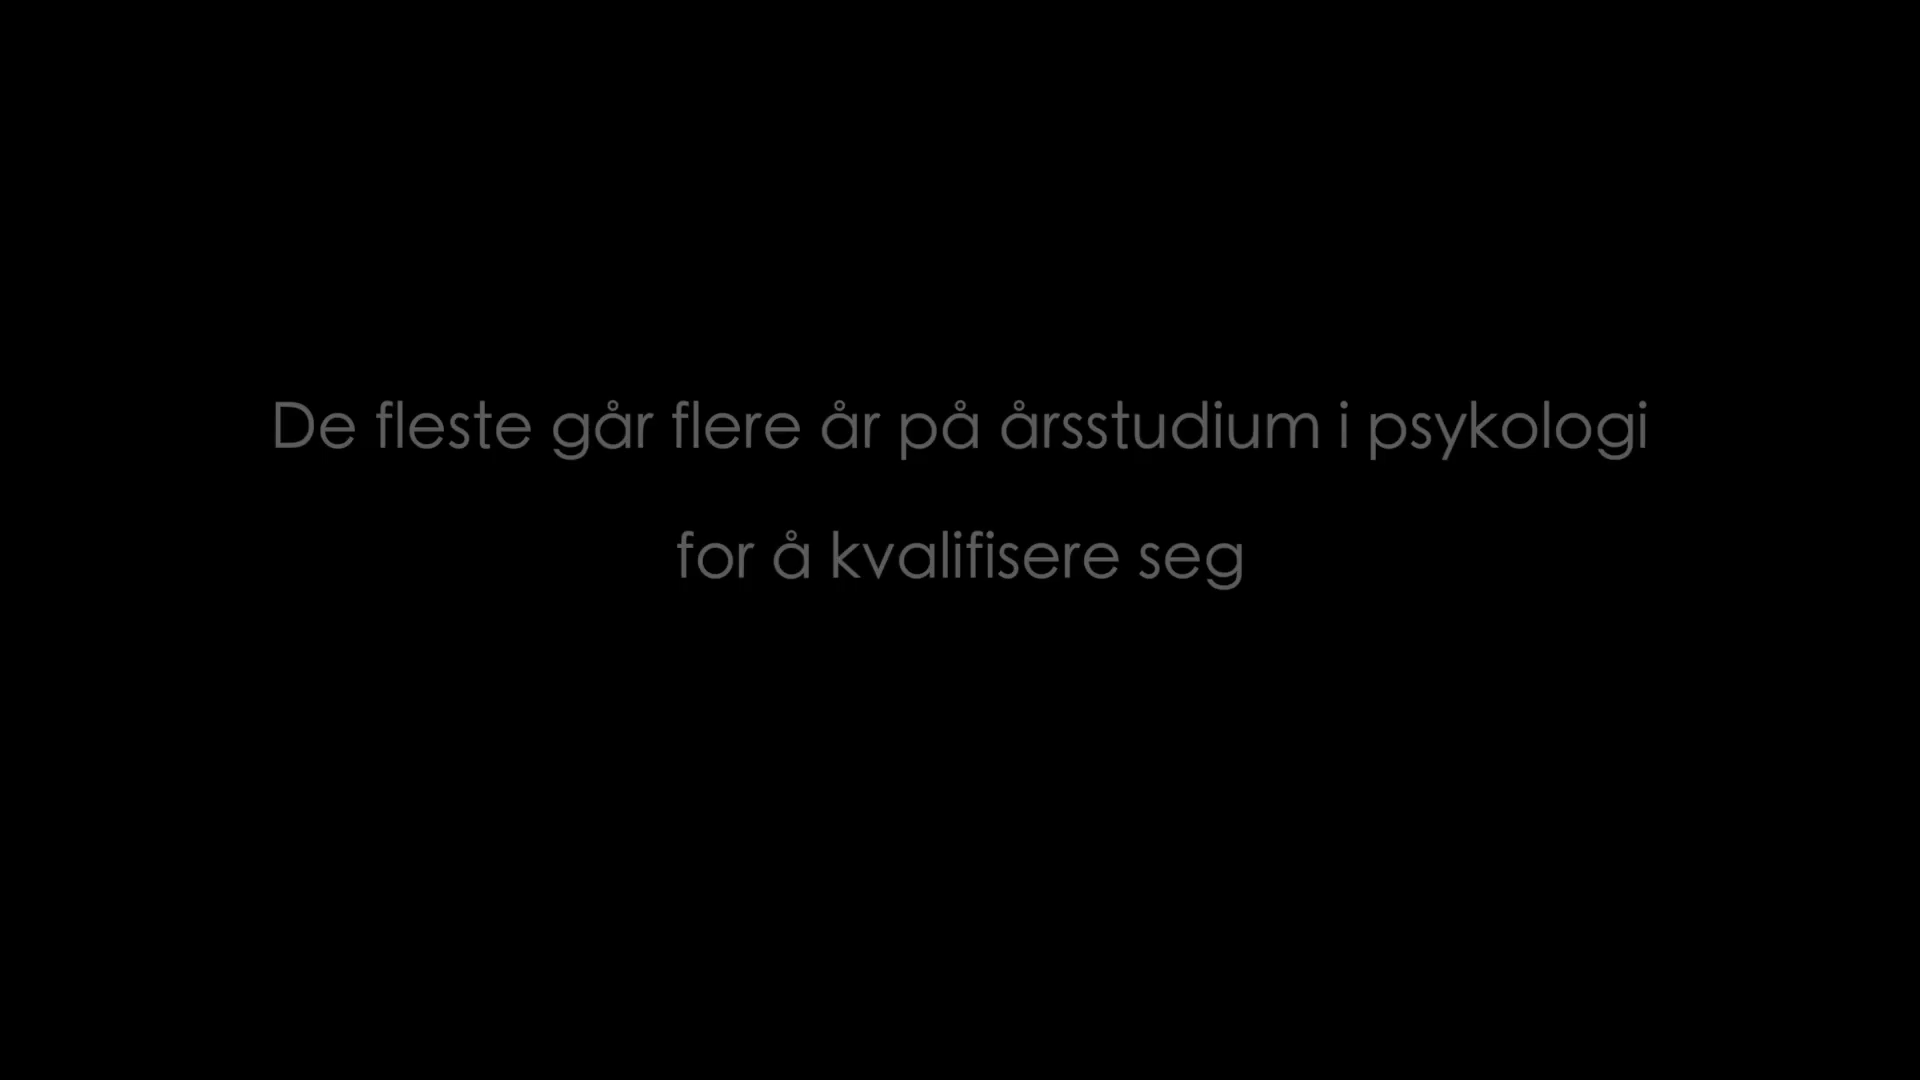 De fleste går flere år på årsstudium i psykologi
for å kvalifisere seg